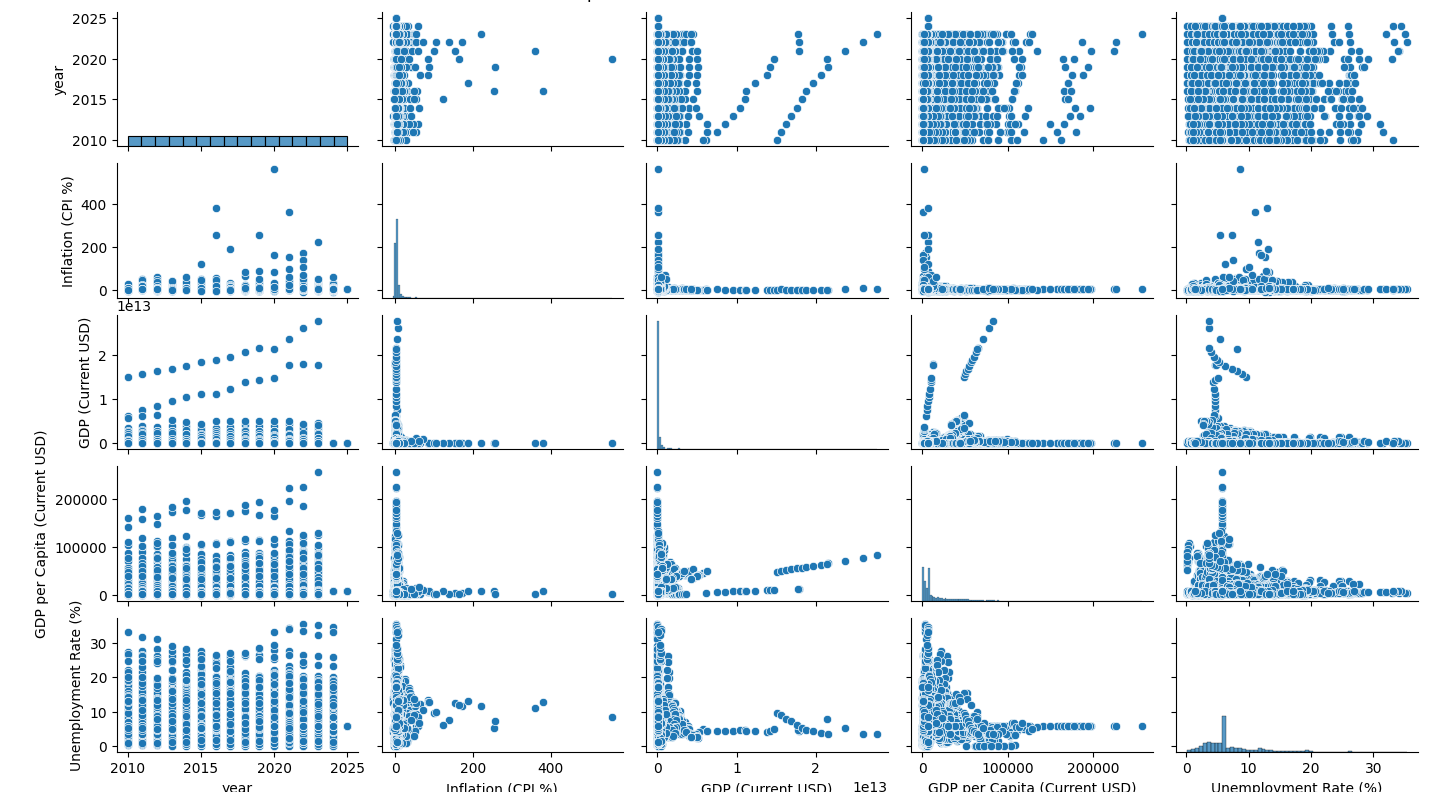 2025
2020
2015
2010
year
400
200
0
Inflation (CPI %)
1e13
2
1
0
GDP (Current USD)
200000
100000
0
GDP per Capita (Current USD)
30
20
10
0
Unemployment Rate (%)
2010 2015 2020 2025 0 200 400 0 1 2 0 100000 200000 0 10 20 30
1e13
year Inflation (CPI %) GDP (Current USD) GDP per Capita (Current USD) Unemployment Rate (%)